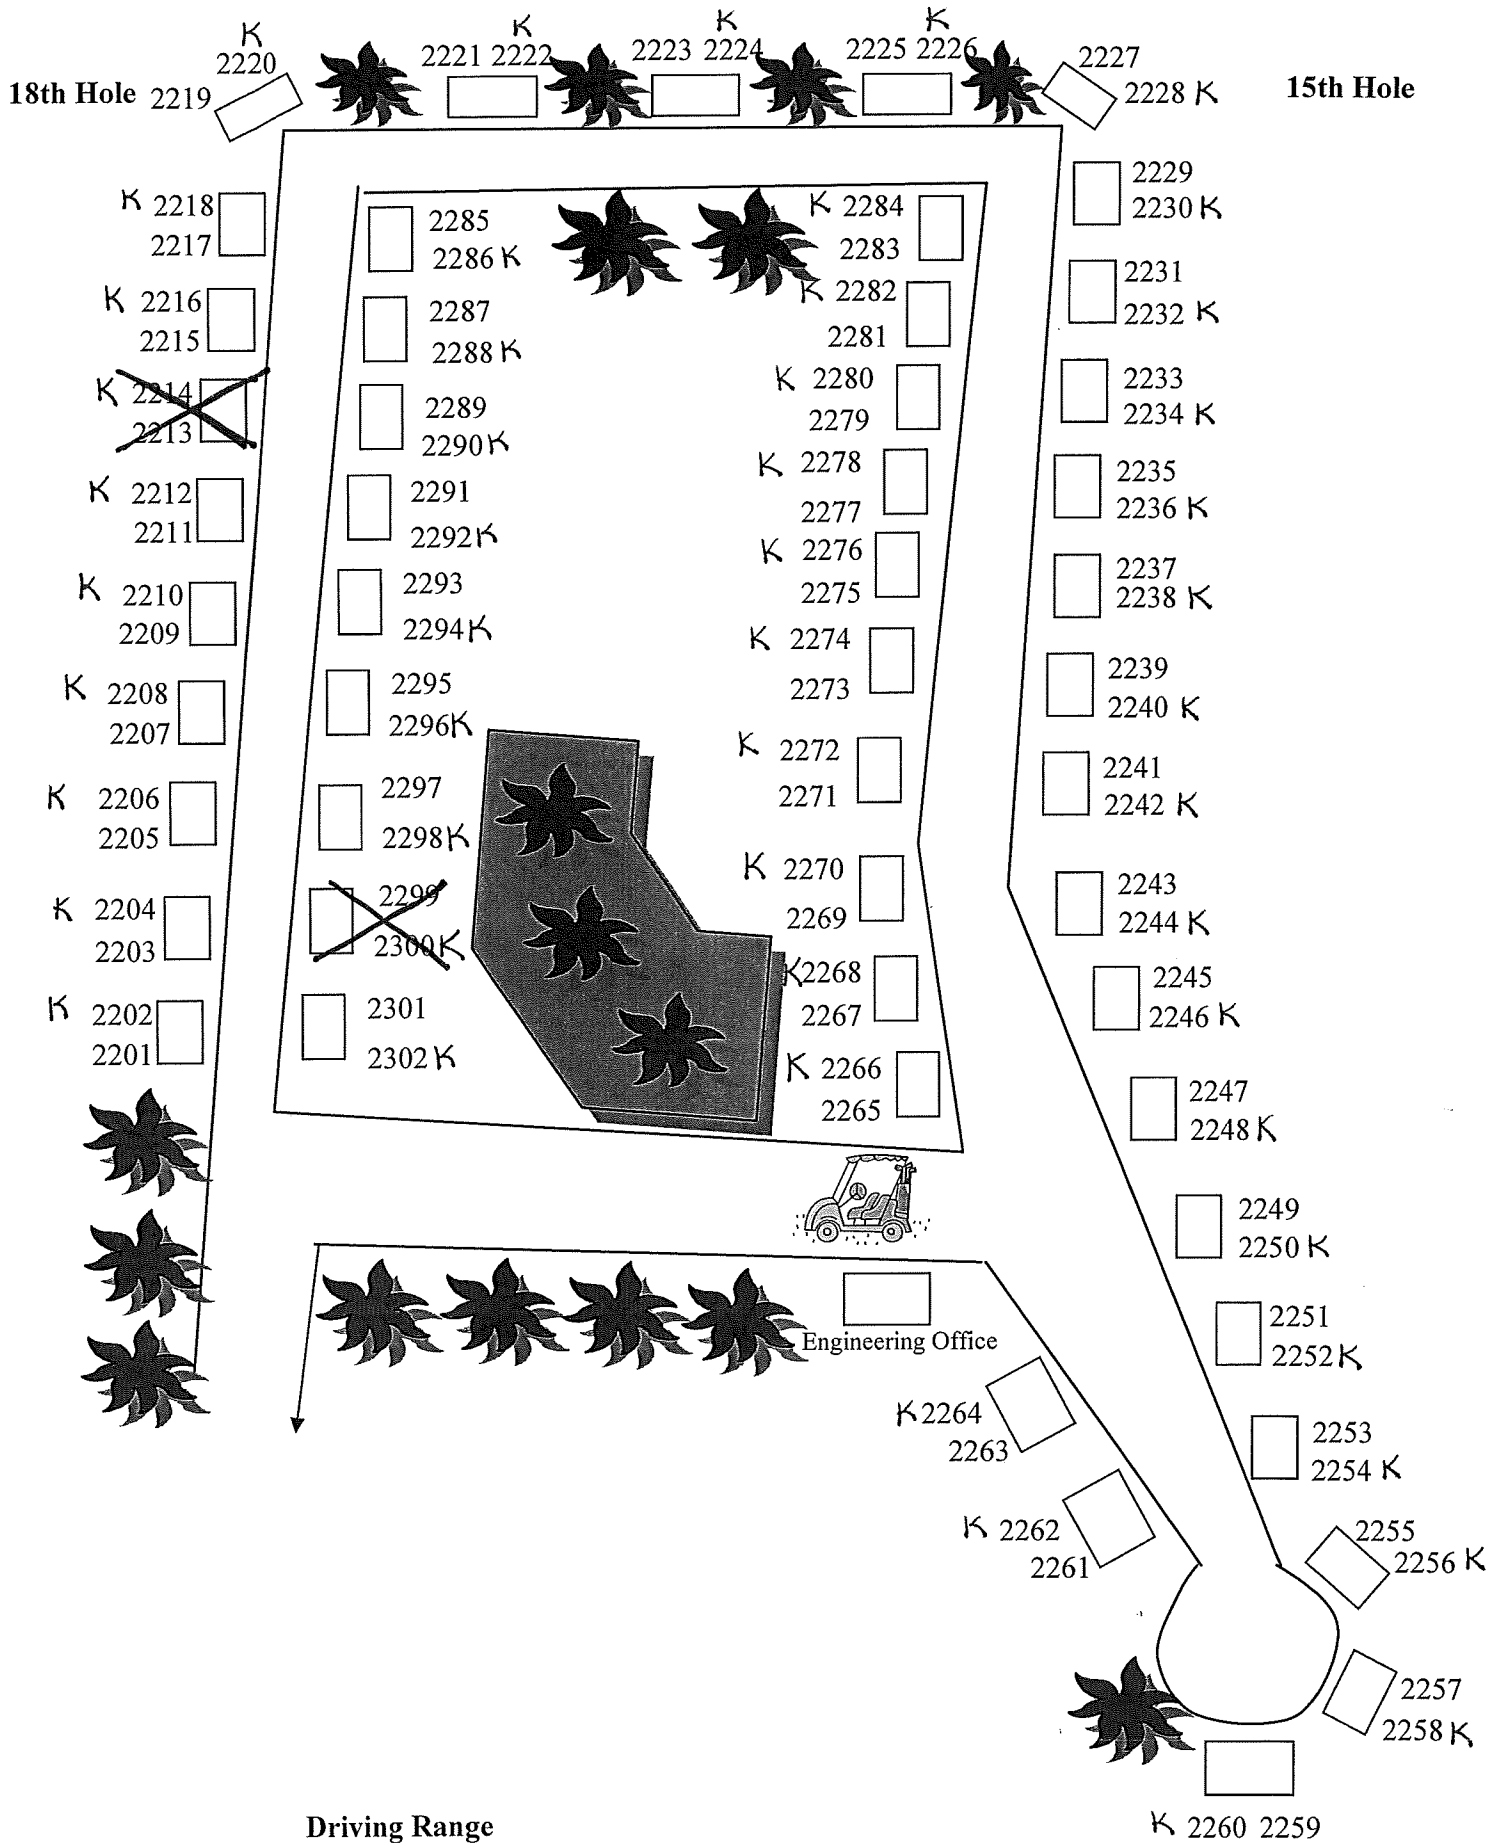 K
2220
18th Hole 2219
K
2221 2222
K
2223 2224
K
2225 2226
2227
2228 K
15th Hole
K 2218
2217
K 2216
2215
K 2214
2213
K 2212
2211
K 2210
2209
K 2208
2207
K 2206
2205
K 2204
2203
K 2202
2201
2285
2286 K
2287
2288 K
2289
2290 K
2291
2292 K
2293
2294 K
2295
2296 K
2297
2298 K
2299
2300 K
2301
2302 K
K 2284
2283
K 2282
2281
K 2280
2279
K 2278
2277
K 2276
2275
K 2274
2273
K 2272
2271
K 2270
2269
K 2268
2267
K 2266
2265
2229
2230 K
2231
2232 K
2233
2234 K
2235
2236 K
2237
2238 K
2239
2240 K
2241
2242 K
2243
2244 K
2245
2246 K
2247
2248 K
2249
2250 K
2251
2252 K
2253
2254 K
2255
2256 K
2257
2258 K
Engineering Office
K 2264
2263
K 2262
2261
K 2260 2259
Driving Range